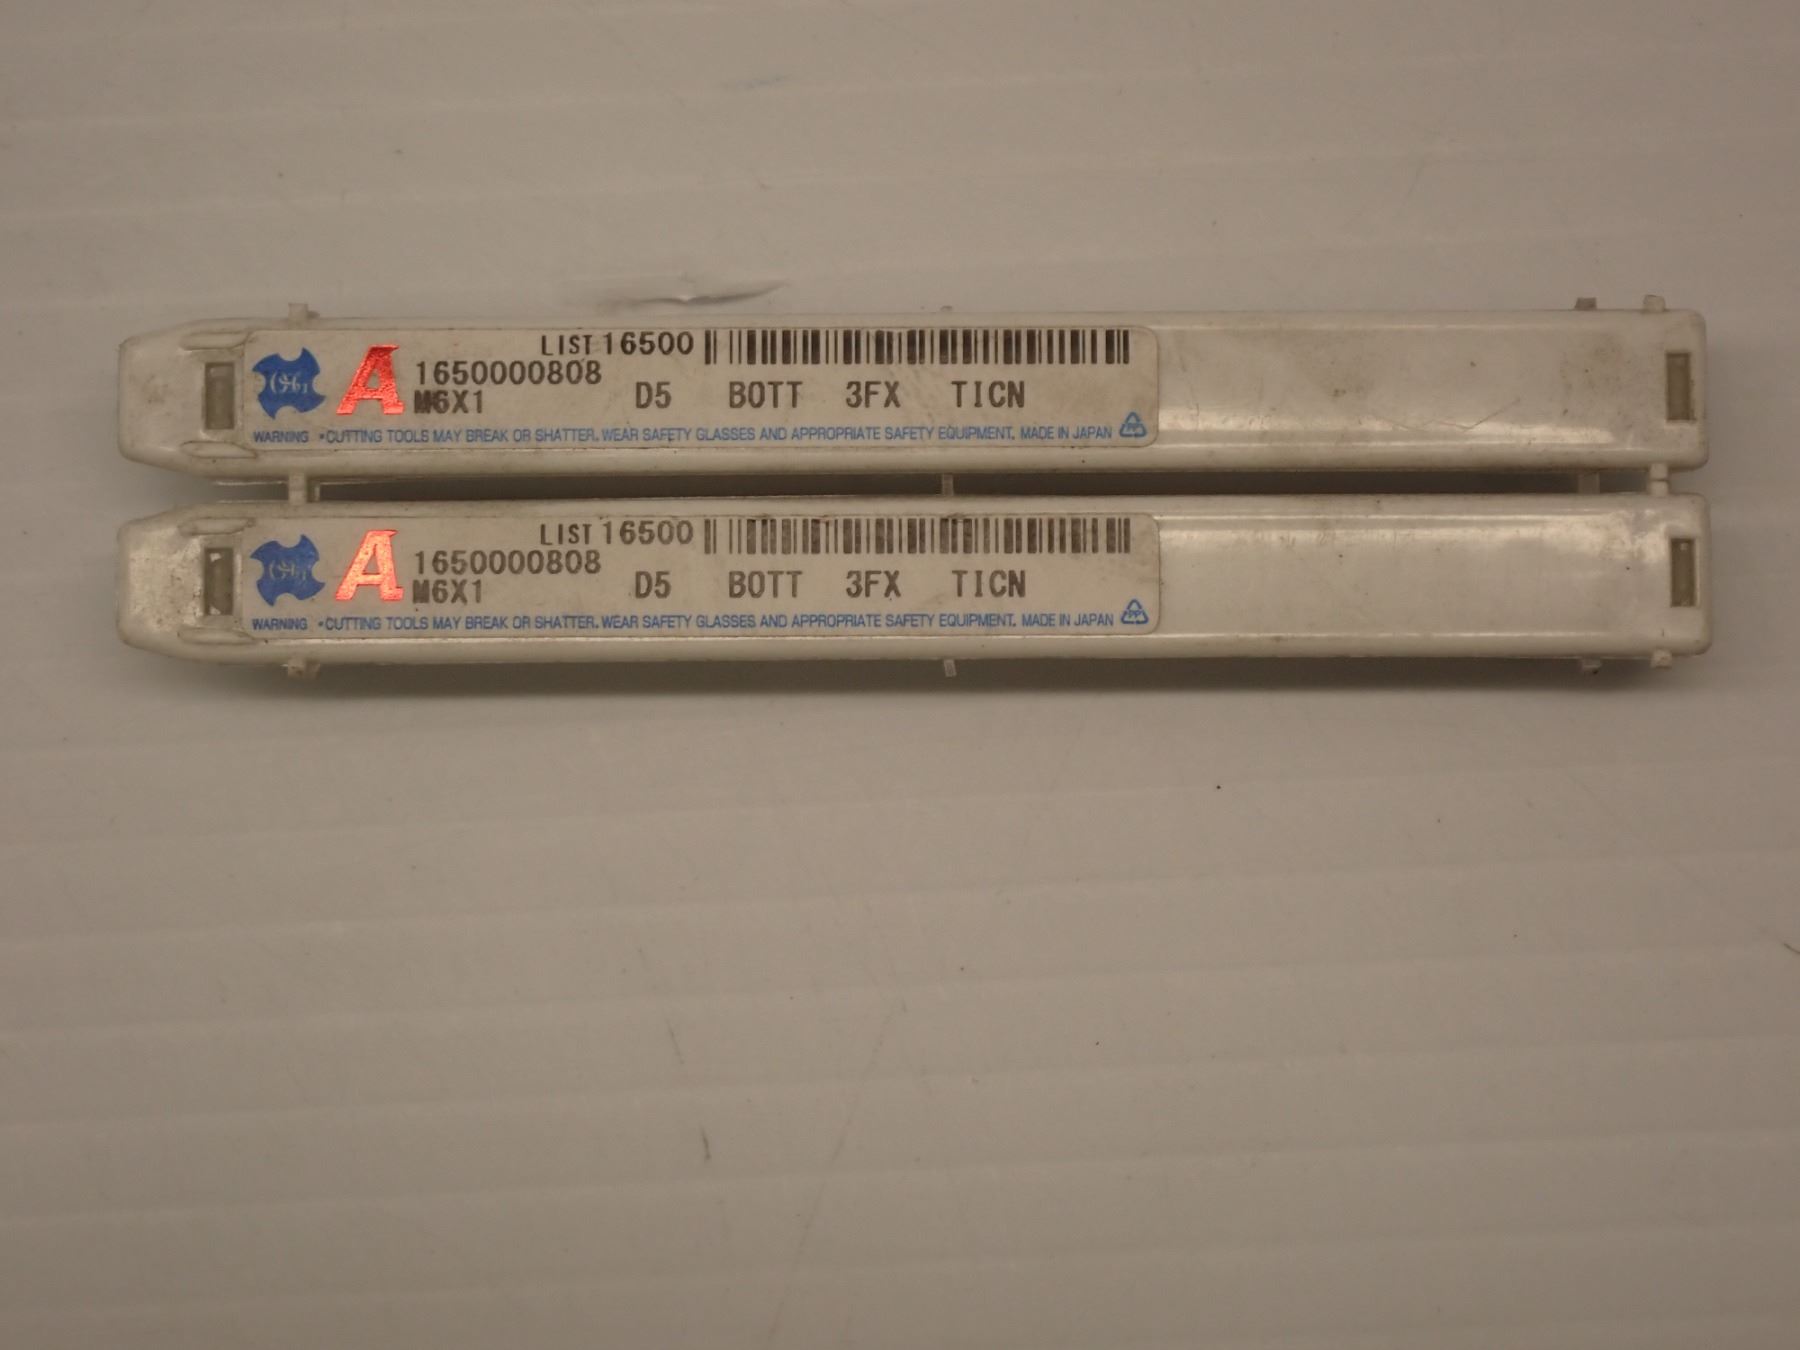 LIST 16500
A 1650000808
M6X1 D5 BOTT 3FX TICN
WARNING •CUTTING TOOLS MAY BREAK OR SHATTER. WEAR SAFETY GLASSES AND APPROPRIATE SAFETY EQUIPMENT. MADE IN JAPAN PP
LIST 16500
A 1650000808
M6X1 D5 BOTT 3FX TICN
WARNING •CUTTING TOOLS MAY BREAK OR SHATTER. WEAR SAFETY GLASSES AND APPROPRIATE SAFETY EQUIPMENT. MADE IN JAPAN PP